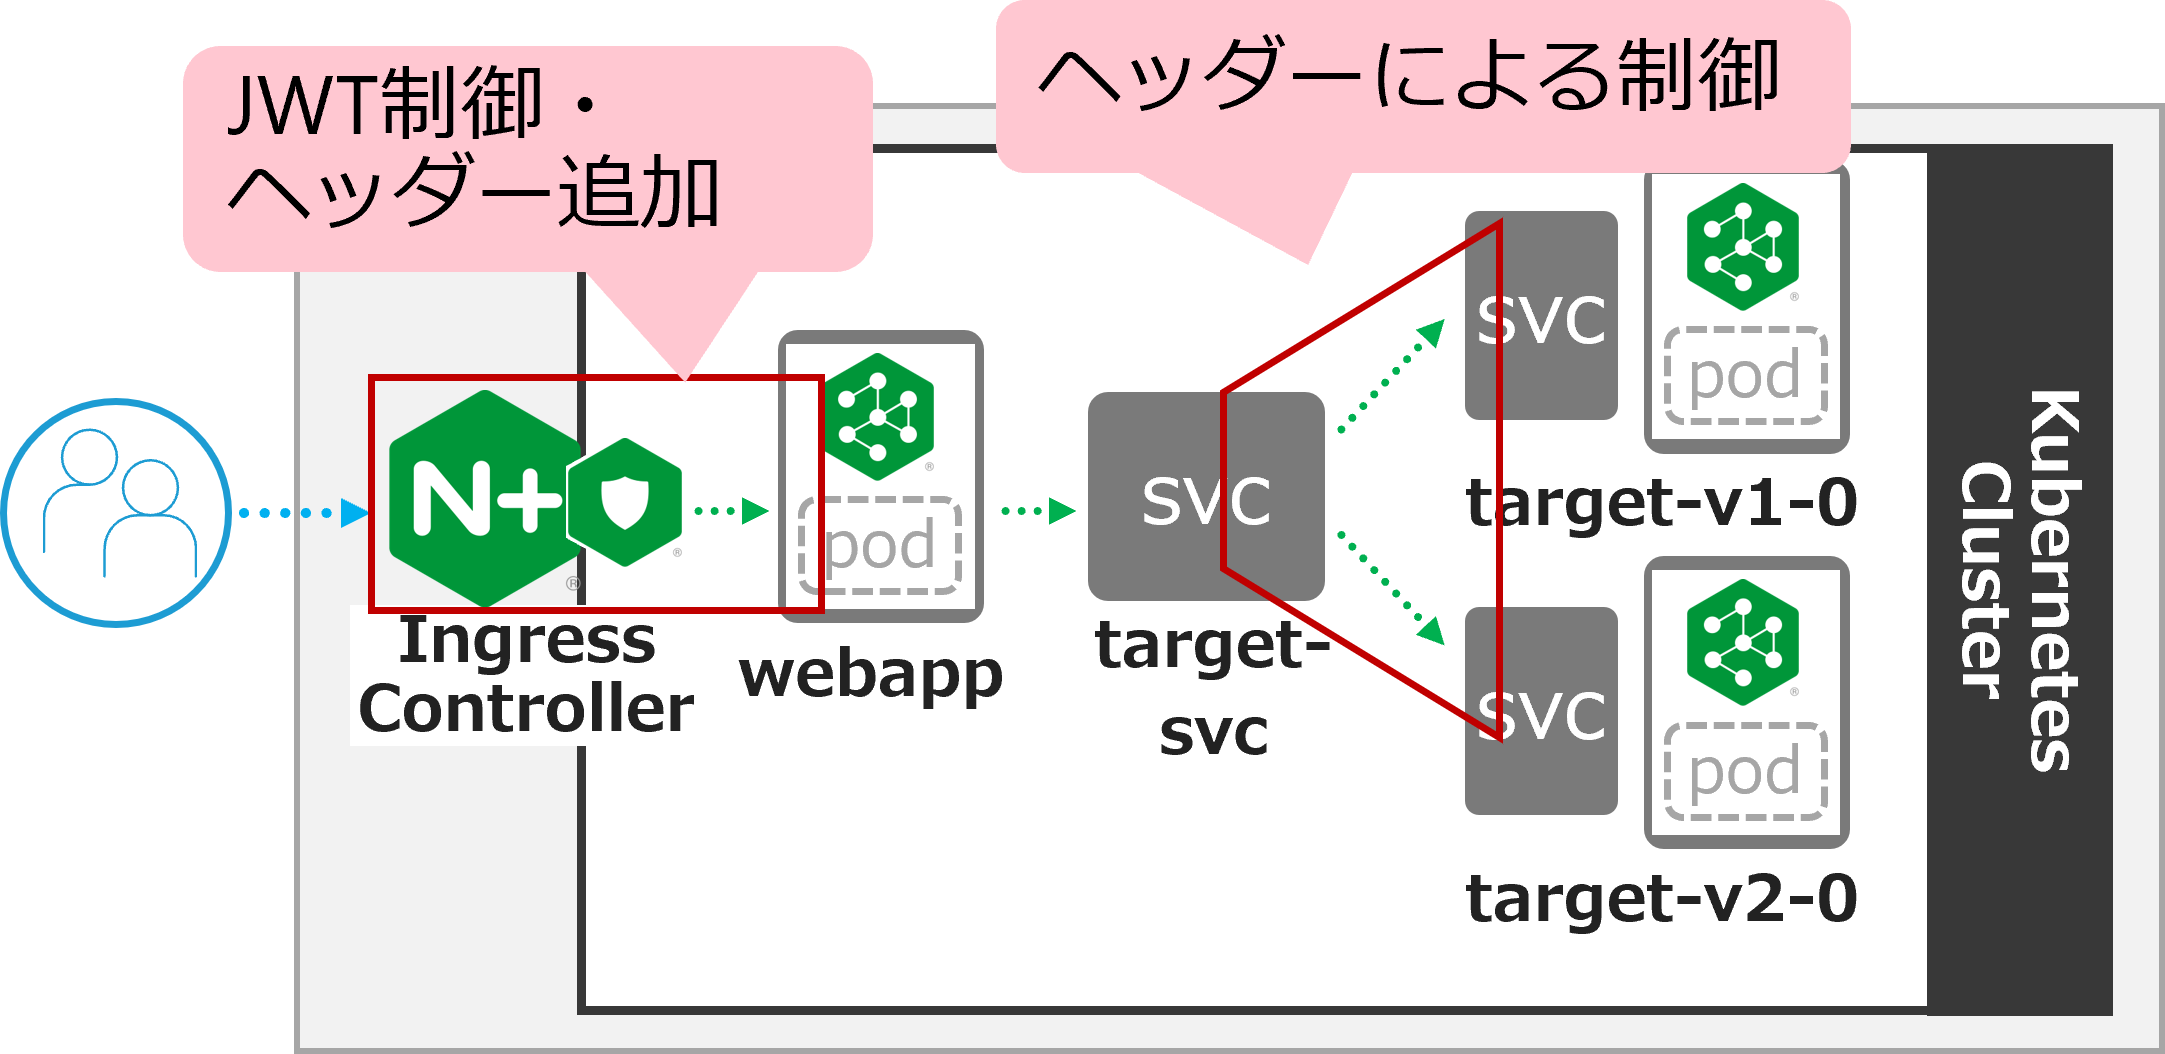 JWT制御・
ヘッダー追加
ヘッダーによる制御
N+
®
®
Ingress
Controller
®
pod
webapp
svc
target-
svc
svc
®
pod
target-v1-0
svc
®
pod
target-v2-0
Kubernetes
Cluster